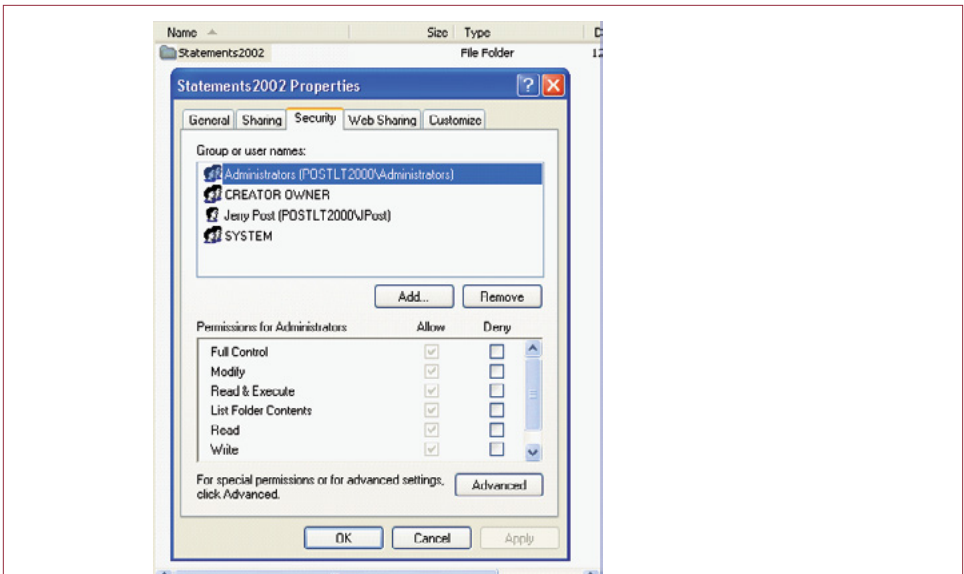 Name Size Type D
Statements2002 File Folder 12
Statements2002 Properties
General Sharing Security Web Sharing Customize
Group or user names:
Administrators (POSTLT2000\Administrators)
CREATOR OWNER
Jerry Post (POSTLT2000\JPost)
SYSTEM
Add... Remove
Permissions for Administrators Allow Deny
Full Control
Modify
Read & Execute
List Folder Contents
Read
Write
For special permissions or for advanced settings,
click Advanced.
Advanced
OK Cancel Apply